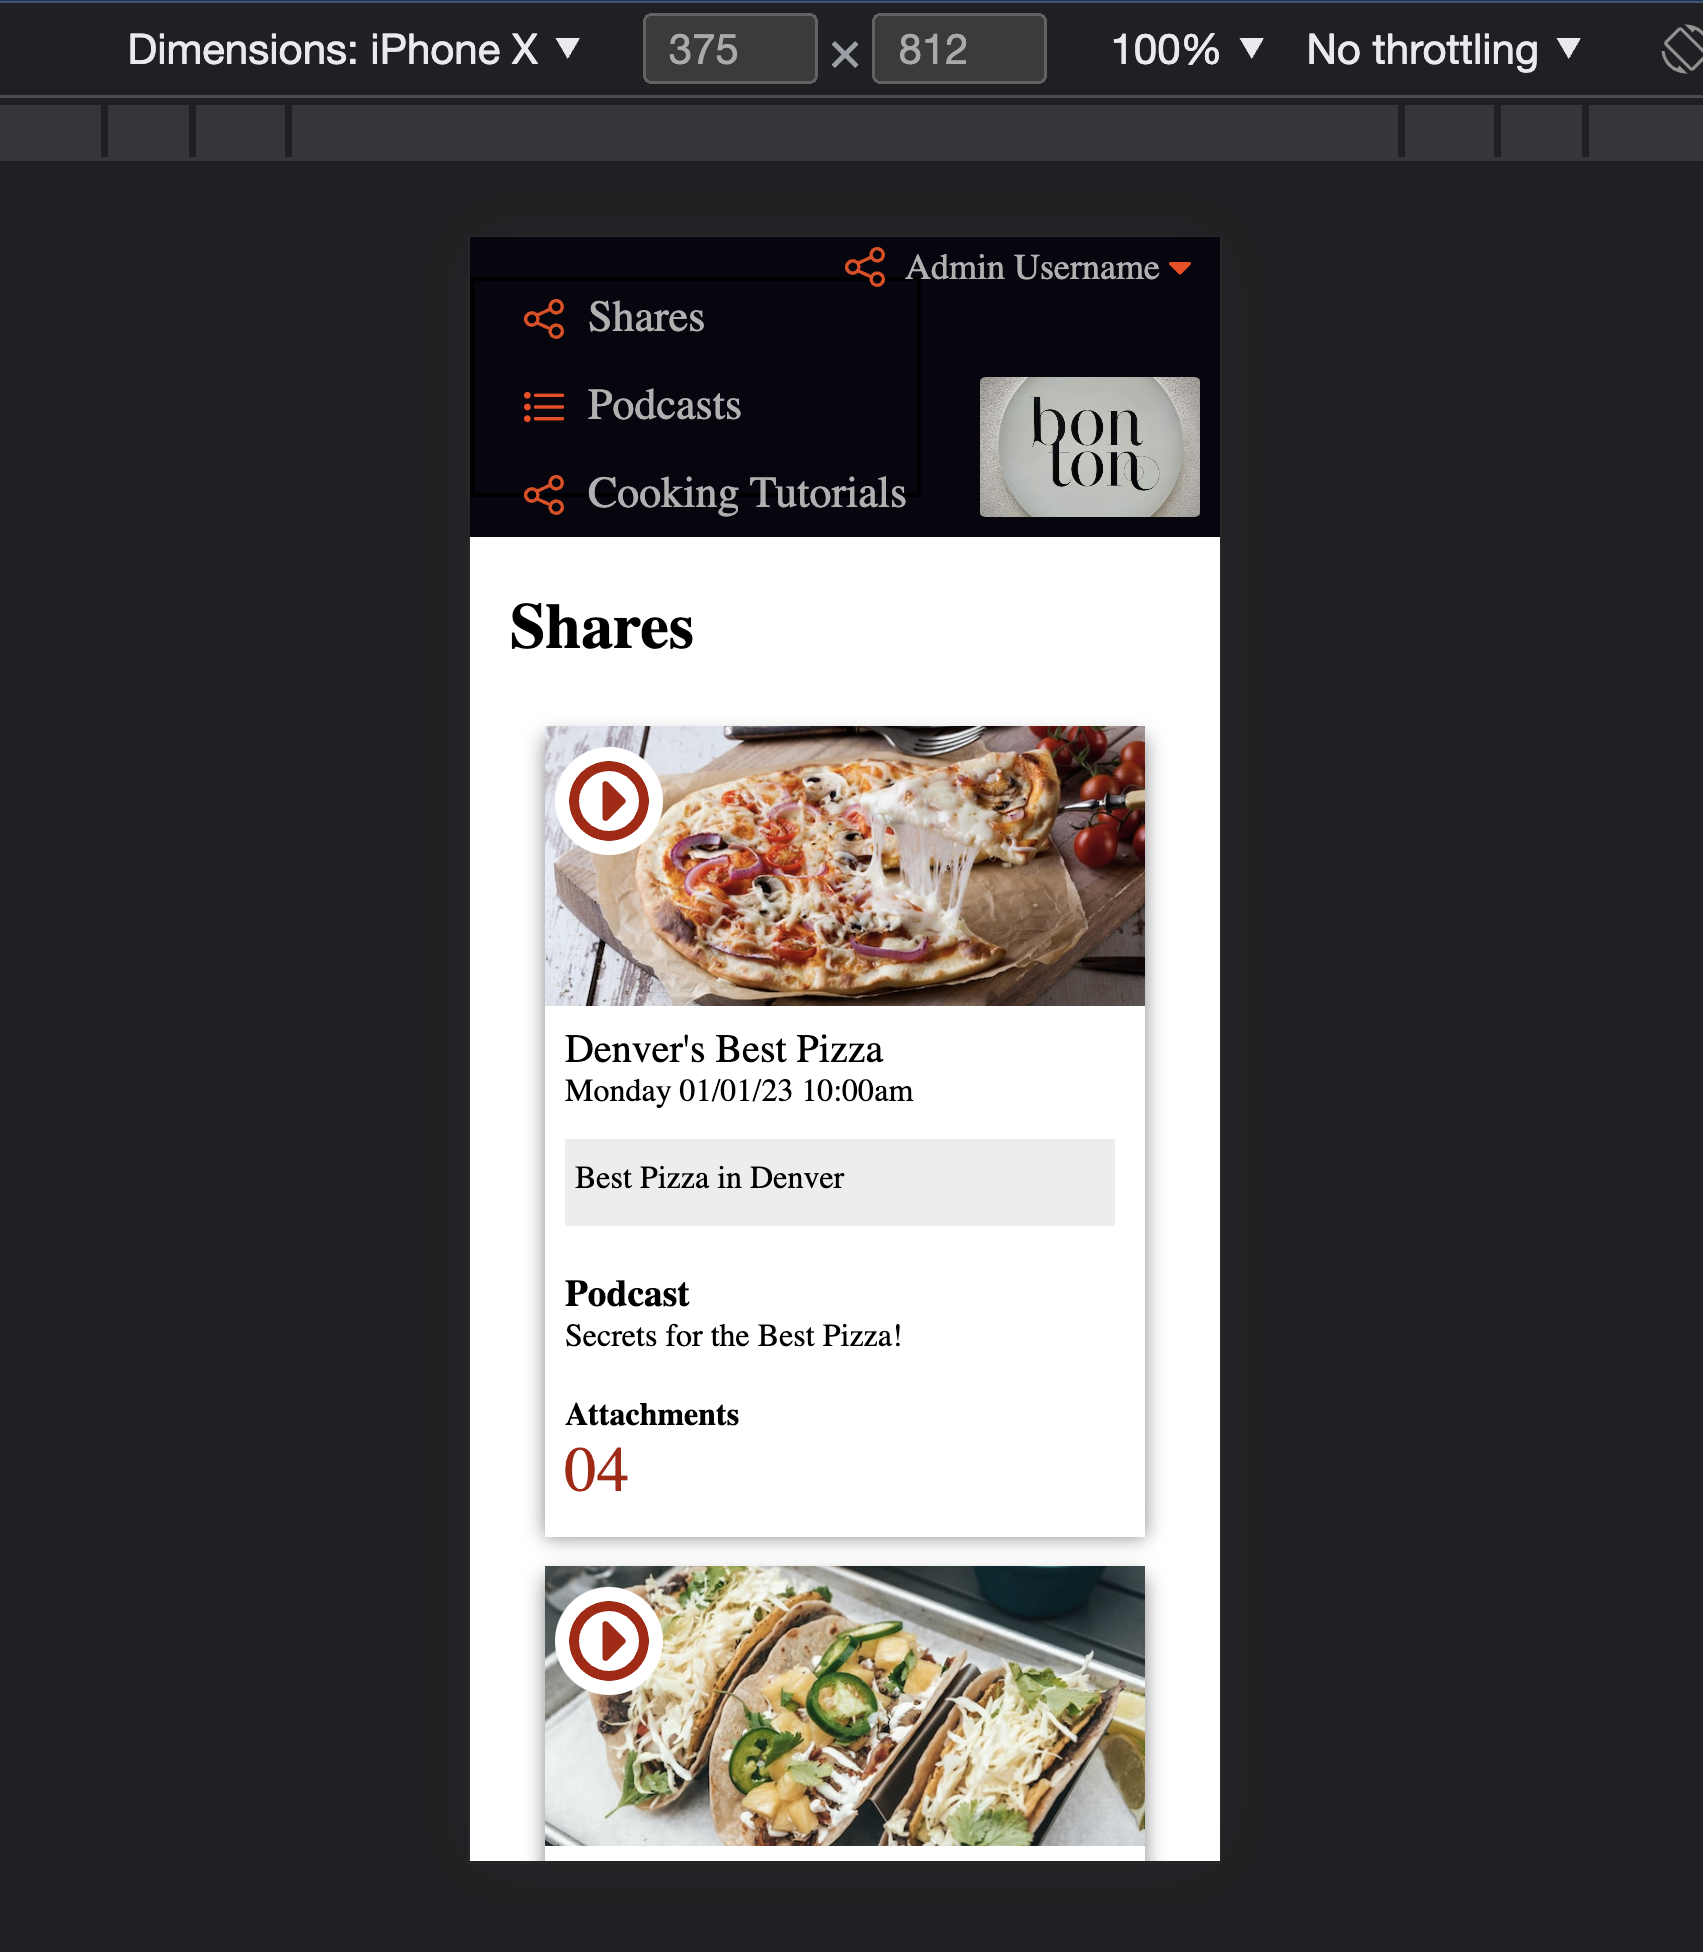 Dimensions: iPhone X ▼ 375 × 812 100% ▼ No throttling ▼
Admin Username
Shares
Podcasts
Cooking Tutorials
bon
ton
Shares
Denver's Best Pizza
Monday 01/01/23 10:00am
Best Pizza in Denver
Podcast
Secrets for the Best Pizza!
Attachments
04